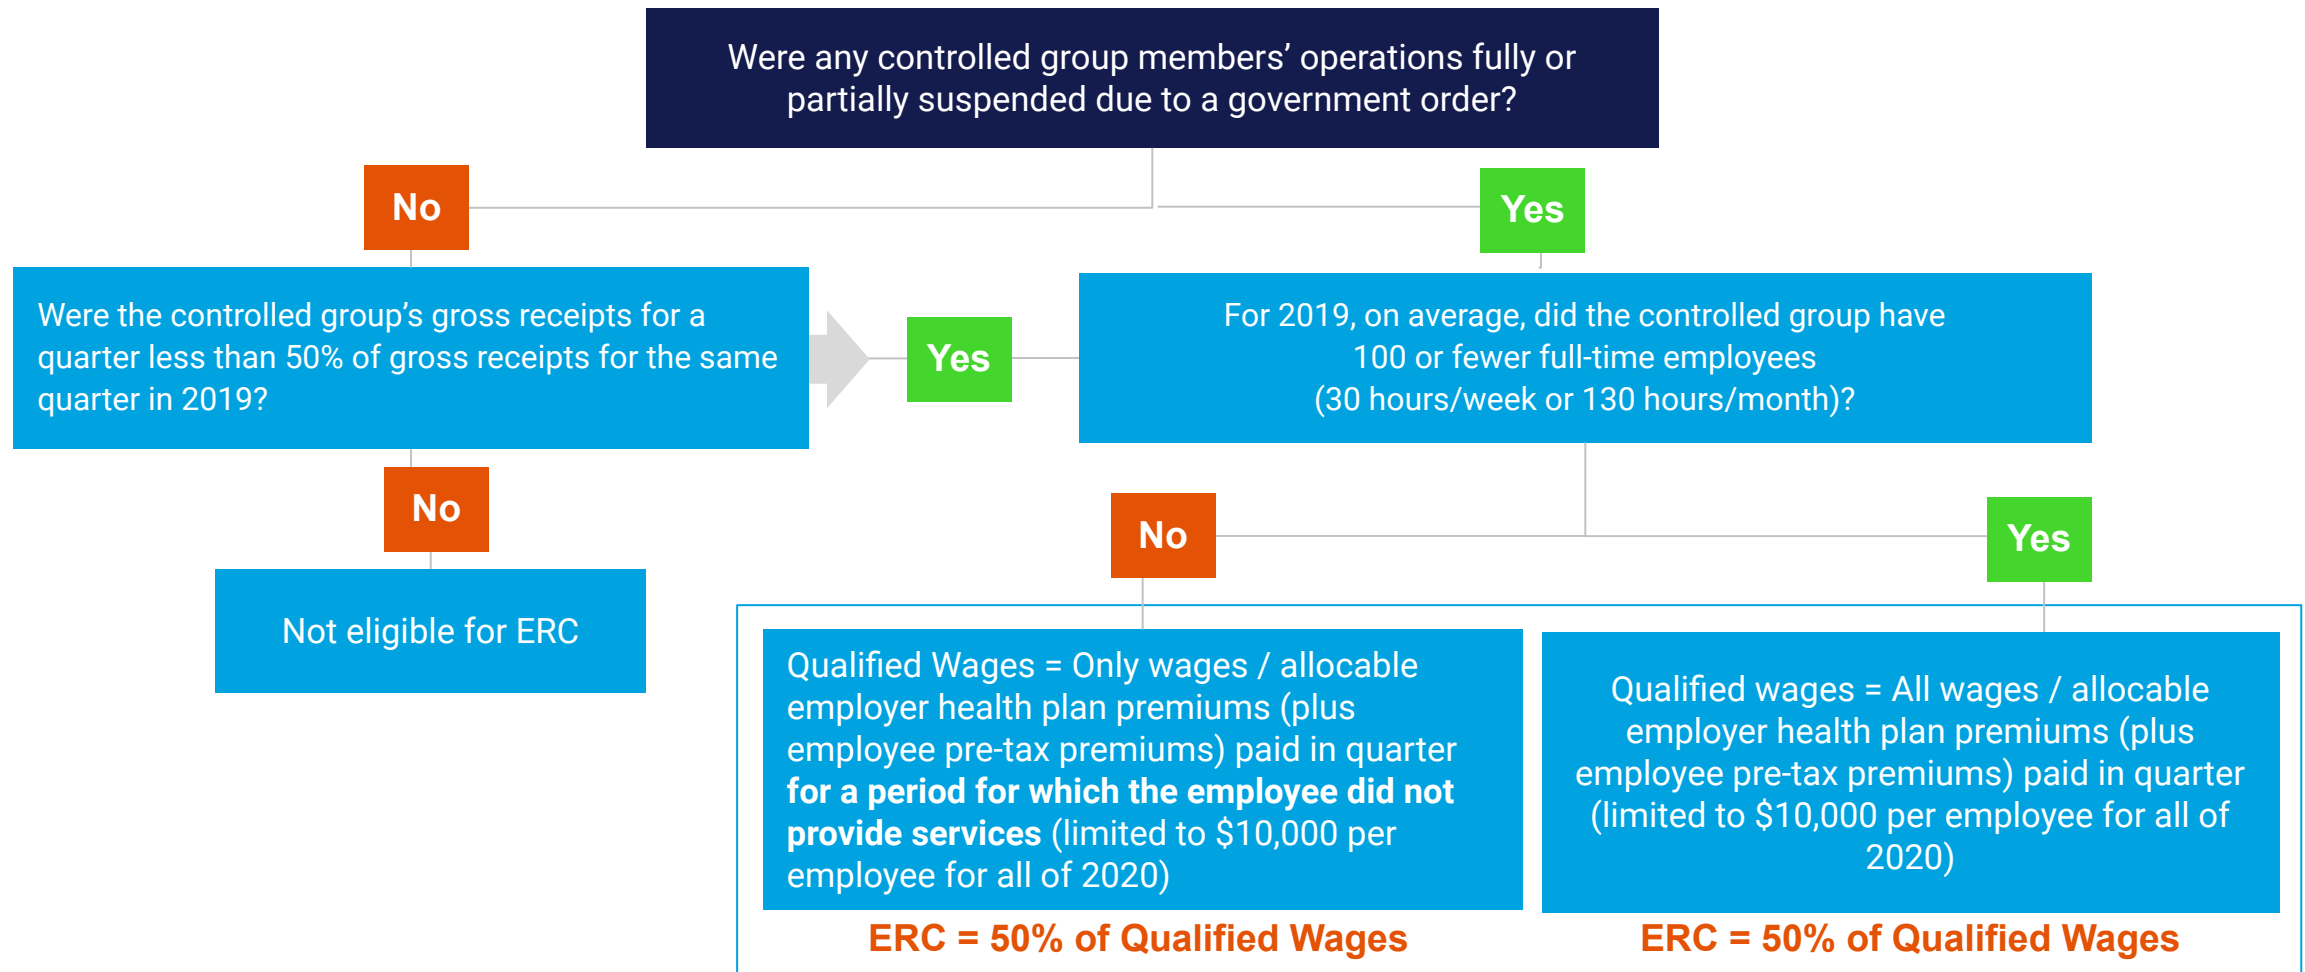 Were any controlled group members’ operations fully or
partially suspended due to a government order?
No
Yes
Were the controlled group’s gross receipts for a
quarter less than 50% of gross receipts for the same
quarter in 2019?
Yes
For 2019, on average, did the controlled group have
100 or fewer full-time employees
(30 hours/week or 130 hours/month)?
No
No
Yes
Not eligible for ERC
Qualified Wages = Only wages / allocable
employer health plan premiums (plus
employee pre-tax premiums) paid in quarter
for a period for which the employee did not
provide services (limited to $10,000 per
employee for all of 2020)
ERC = 50% of Qualified Wages
Qualified wages = All wages / allocable
employer health plan premiums (plus
employee pre-tax premiums) paid in quarter
(limited to $10,000 per employee for all of
2020)
ERC = 50% of Qualified Wages